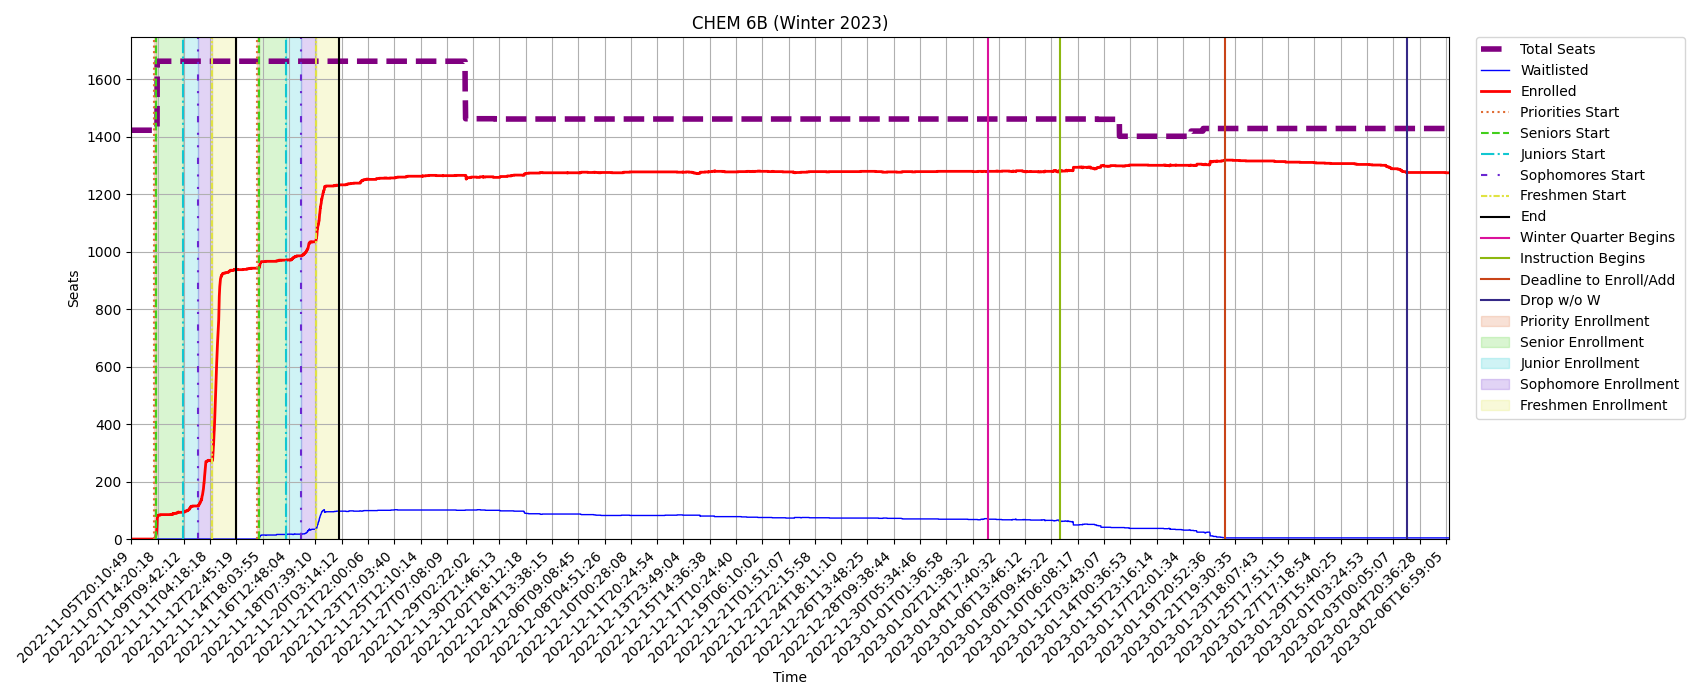 CHEM 6B (Winter 2023)
Seats
1600
1400
1200
1000
800
600
400
200
0
2022-11-05T20:10:49
2022-11-07T14:20:18
2022-11-09T09:42:12
2022-11-11T04:18:18
2022-11-12T22:45:19
2022-11-14T18:03:55
2022-11-16T12:48:04
2022-11-18T07:39:10
2022-11-20T03:14:12
2022-11-21T22:00:06
2022-11-23T17:03:40
2022-11-25T12:10:14
2022-11-27T07:08:09
2022-11-29T02:22:02
2022-11-30T21:46:13
2022-12-02T18:12:18
2022-12-04T13:38:15
2022-12-06T09:08:45
2022-12-08T04:51:26
2022-12-10T00:28:08
2022-12-11T20:24:54
2022-12-13T23:49:04
2022-12-15T14:36:38
2022-12-17T10:24:40
2022-12-19T06:10:02
2022-12-21T01:51:07
2022-12-22T22:15:58
2022-12-24T18:11:10
2022-12-26T13:48:25
2022-12-28T09:38:44
2022-12-30T05:34:46
2023-01-01T01:36:58
2023-01-02T21:38:32
2023-01-04T17:40:32
2023-01-06T13:46:12
2023-01-08T09:45:22
2023-01-10T06:08:17
2023-01-12T03:43:07
2023-01-14T00:36:53
2023-01-15T23:16:14
2023-01-17T22:01:34
2023-01-19T20:52:36
2023-01-21T19:30:35
2023-01-23T18:07:43
2023-01-25T17:51:15
2023-01-27T17:18:54
2023-01-29T15:40:25
2023-02-01T03:24:53
2023-02-03T00:05:07
2023-02-04T20:36:28
2023-02-06T16:59:05
Time
Total Seats
Waitlisted
Enrolled
Priorities Start
Seniors Start
Juniors Start
Sophomores Start
Freshmen Start
End
Winter Quarter Begins
Instruction Begins
Deadline to Enroll/Add
Drop w/o W
Priority Enrollment
Senior Enrollment
Junior Enrollment
Sophomore Enrollment
Freshmen Enrollment